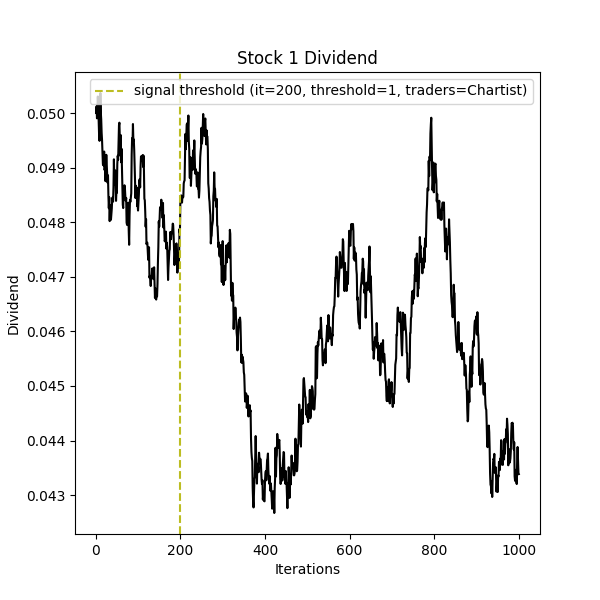 Stock 1 Dividend
signal threshold (it=200, threshold=1, traders=Chartist)
0.050
0.049
0.048
0.047
0.046
0.045
0.044
0.043
Dividend
0 200 400 600 800 1000
Iterations